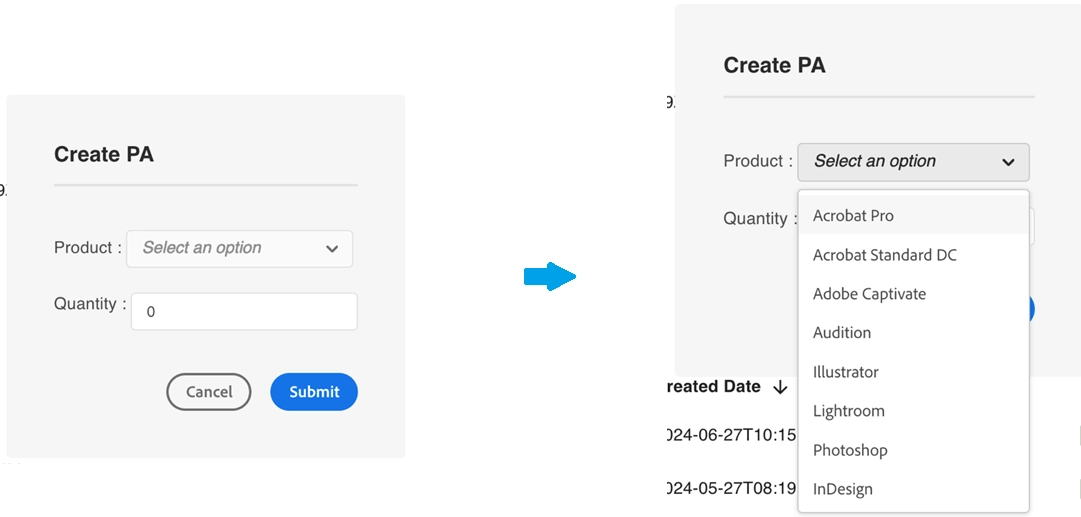 Create PA
Product : Select an option
Quantity : 0
Cancel Submit
Create PA
Product : Select an option
Quantity :
Acrobat Pro
Acrobat Standard DC
Adobe Captivate
Audition
Illustrator
Lightroom
Photoshop
InDesign
reated Date ↓
024-06-27T10:15
024-05-27T08:19